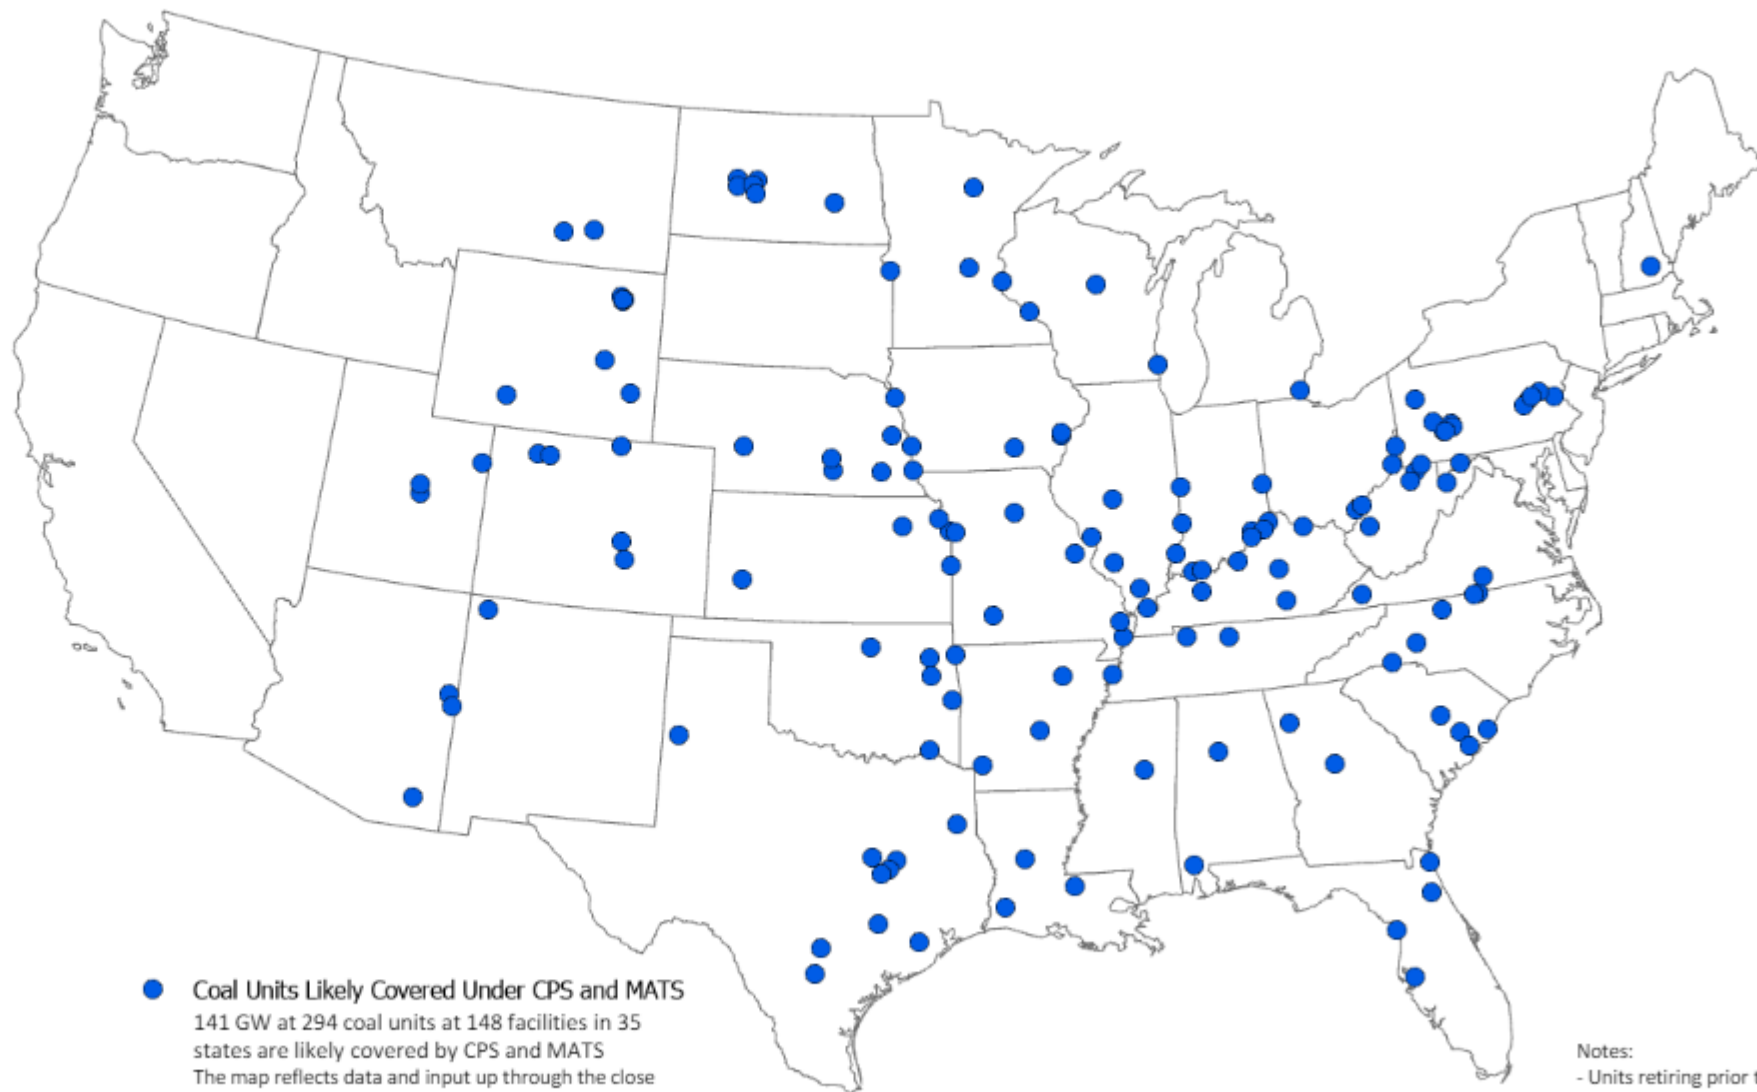 Coal Units Likely Covered Under CPS and MATS
141 GW at 294 coal units at 148 facilities in 35
states are likely covered by CPS and MATS
The map reflects data and input up through the close
Notes:
- Units retiring prior